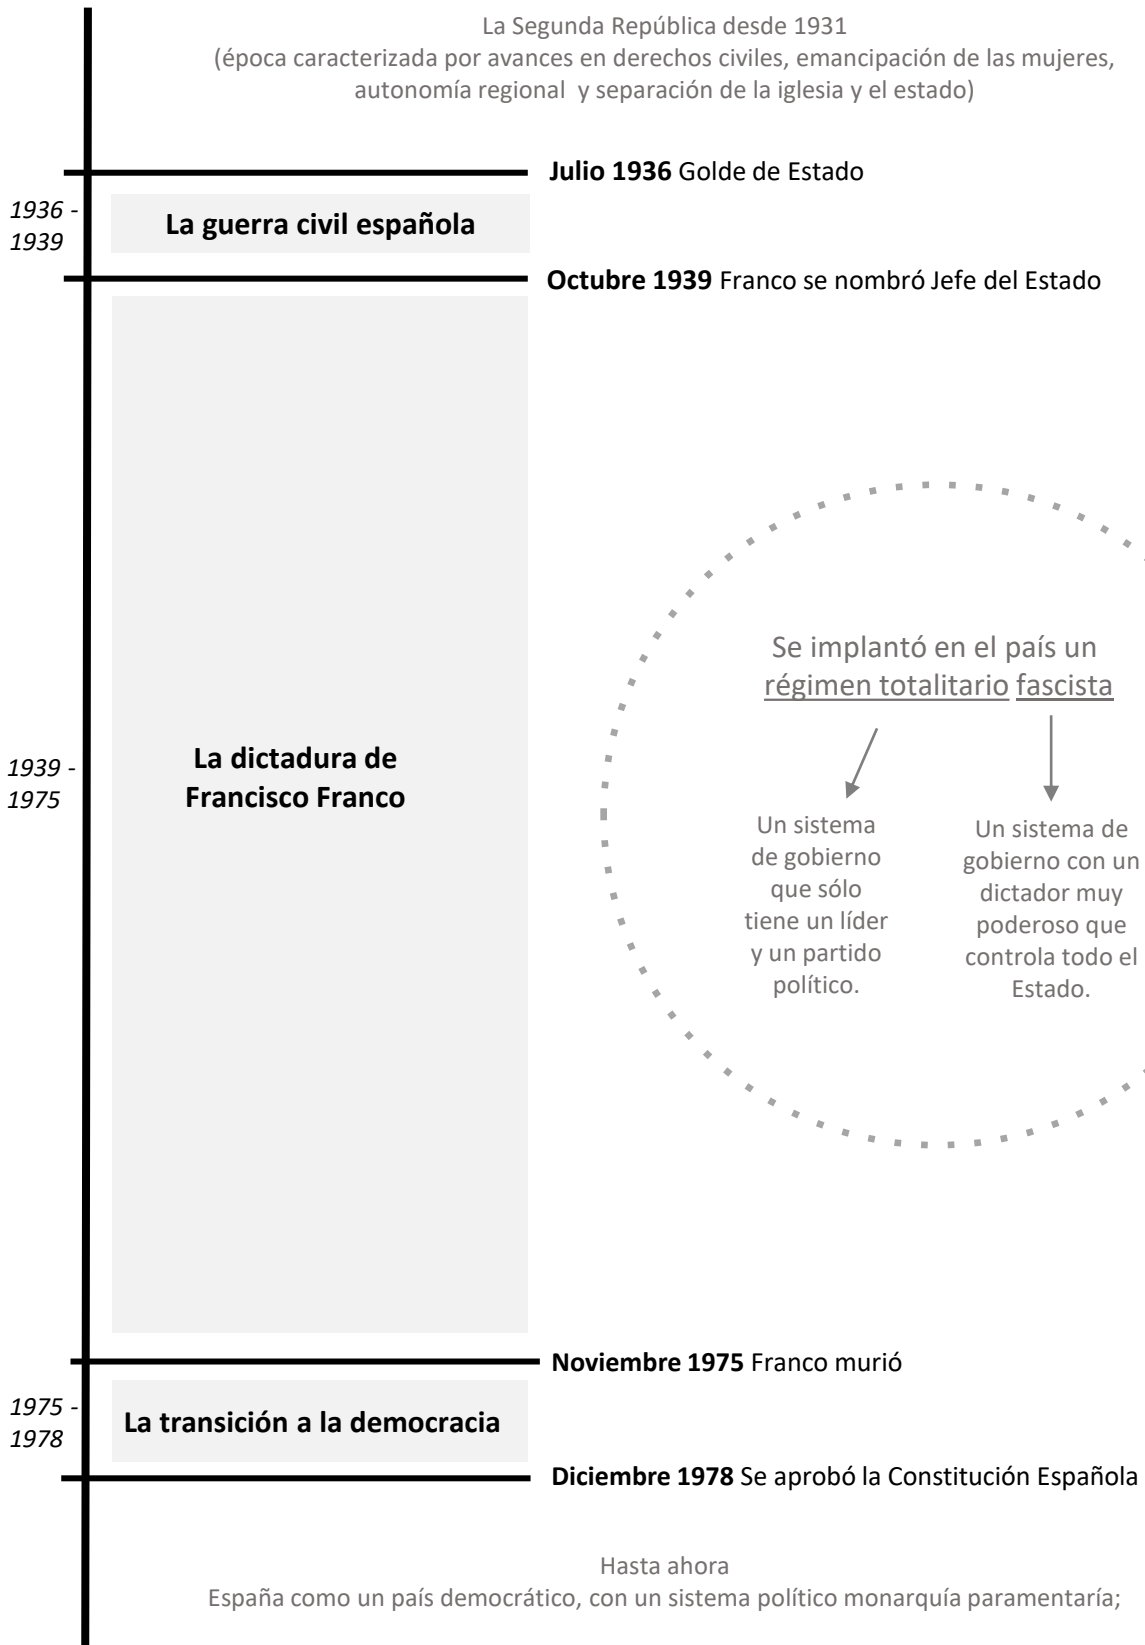 La Segunda República desde 1931
(época caracterizada por avances en derechos civiles, emancipación de las mujeres,
autonomía regional  y separación de la iglesia y el estado)
Julio 1936 Golde de Estado
1936 -
1939
La guerra civil española
Octubre 1939 Franco se nombró Jefe del Estado
Se implantó en el país un
régimen totalitario fascista
1939 -
1975
La dictadura de
Francisco Franco
Un sistema
de gobierno
que sólo
tiene un líder
y un partido
político.
Un sistema de
gobierno con un
dictador muy
poderoso que
controla todo el
Estado.
Noviembre 1975 Franco murió
1975 -
1978
La transición a la democracia
Diciembre 1978 Se aprobó la Constitución Española
Hasta ahora
España como un país democrático, con un sistema político monarquía paramentaría;